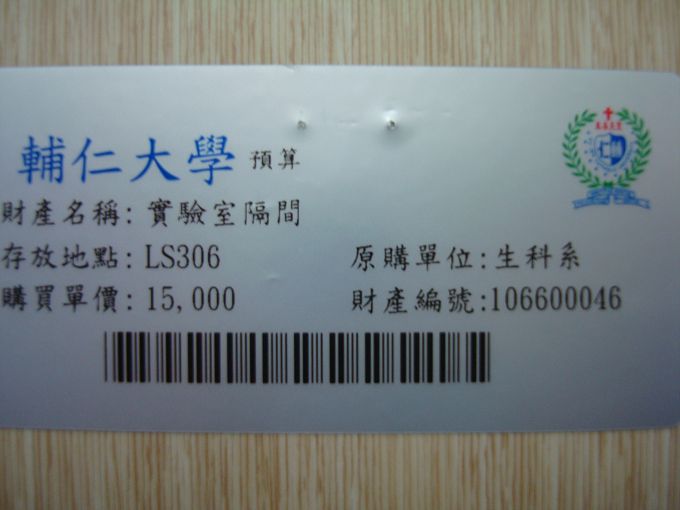 輔仁大學 預算
財產名稱: 實驗室隔間
存放地點: LS306 原購單位: 生科系
購買單價: 15,000 財產編號:106600046